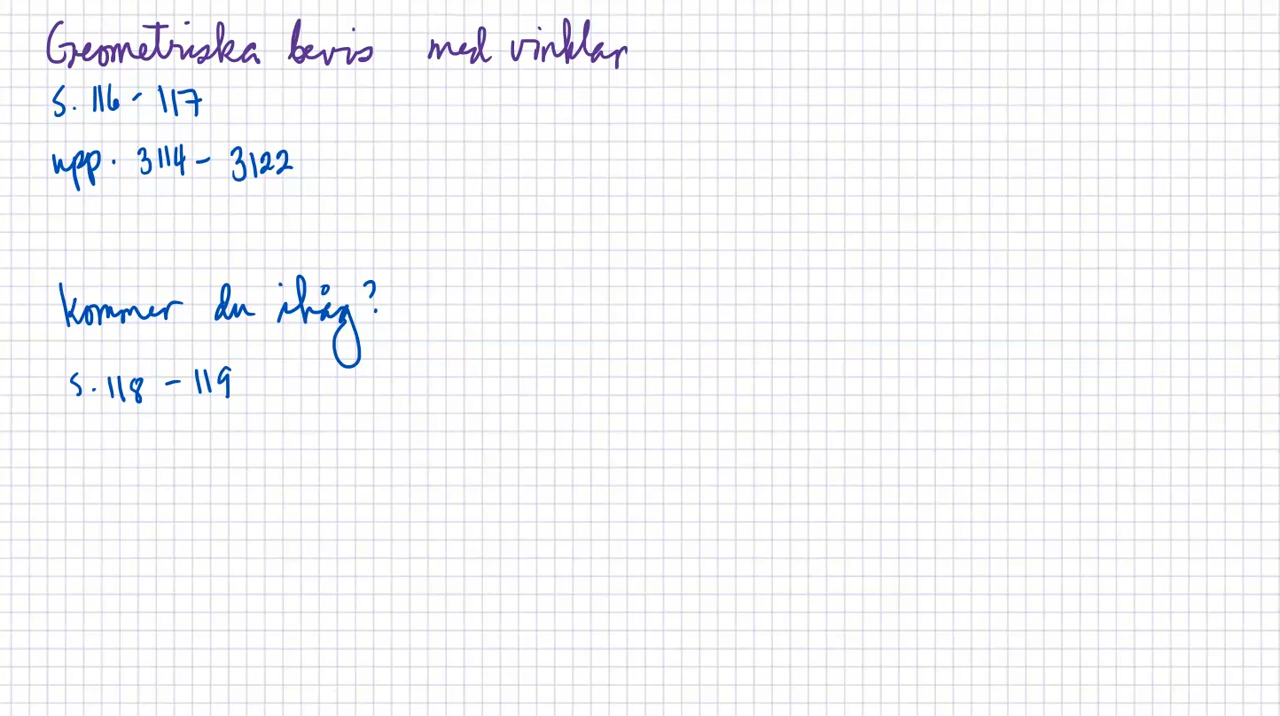 Geometriska bevis med vinklar
s. 116 - 117
upp. 3114 - 3122
Kommer du ihåg?
s. 118 - 119